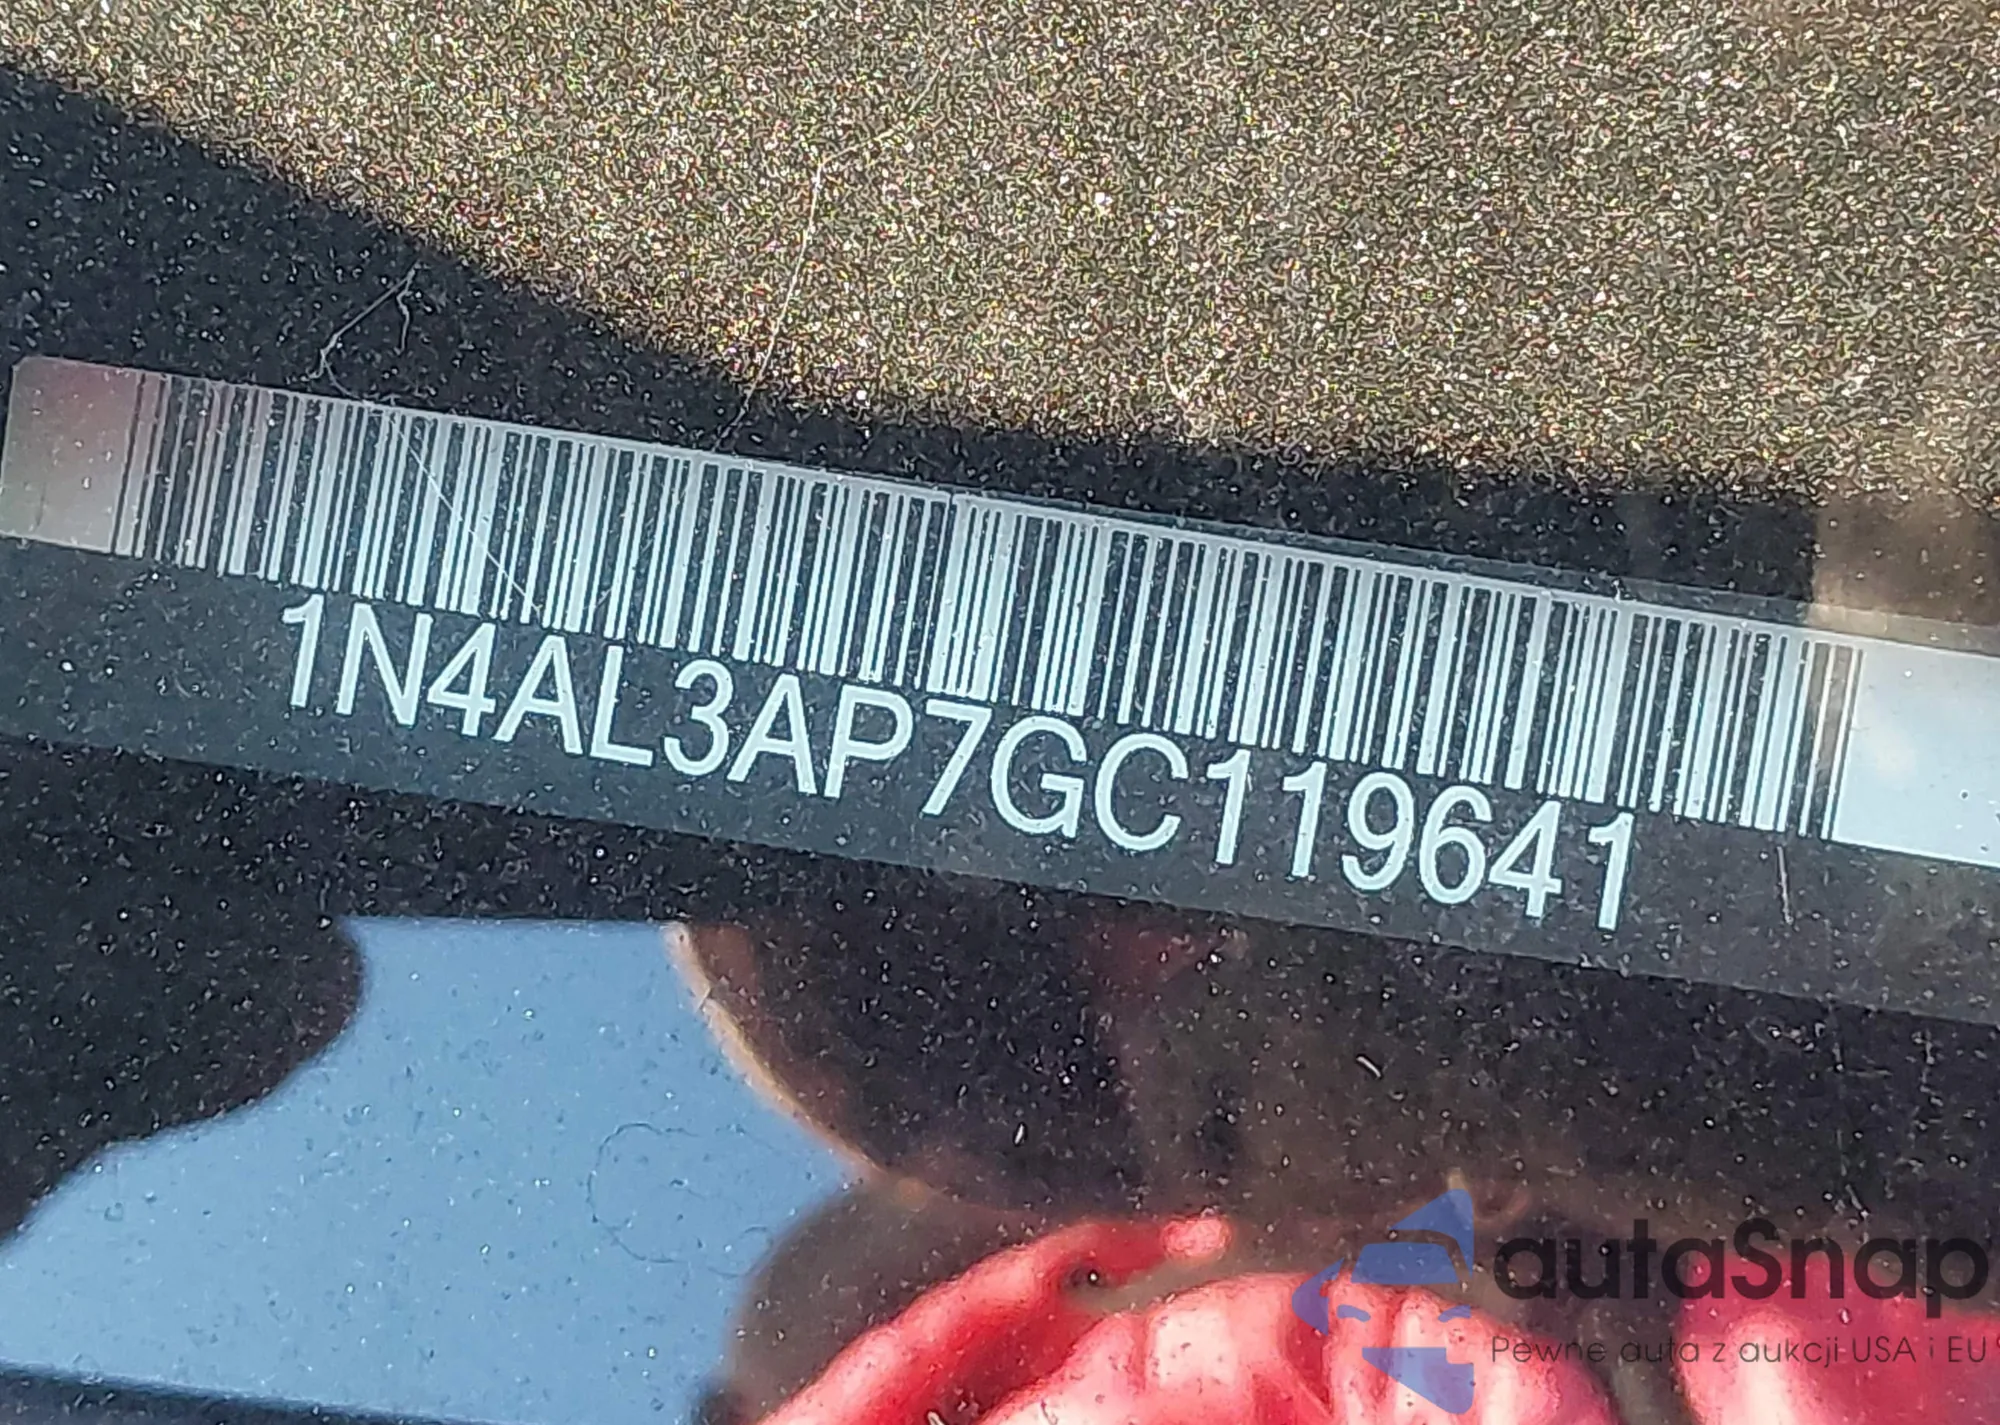 1N4AL3AP7GC119641
autaSnap
Pewne auta z aukcji USA i EU